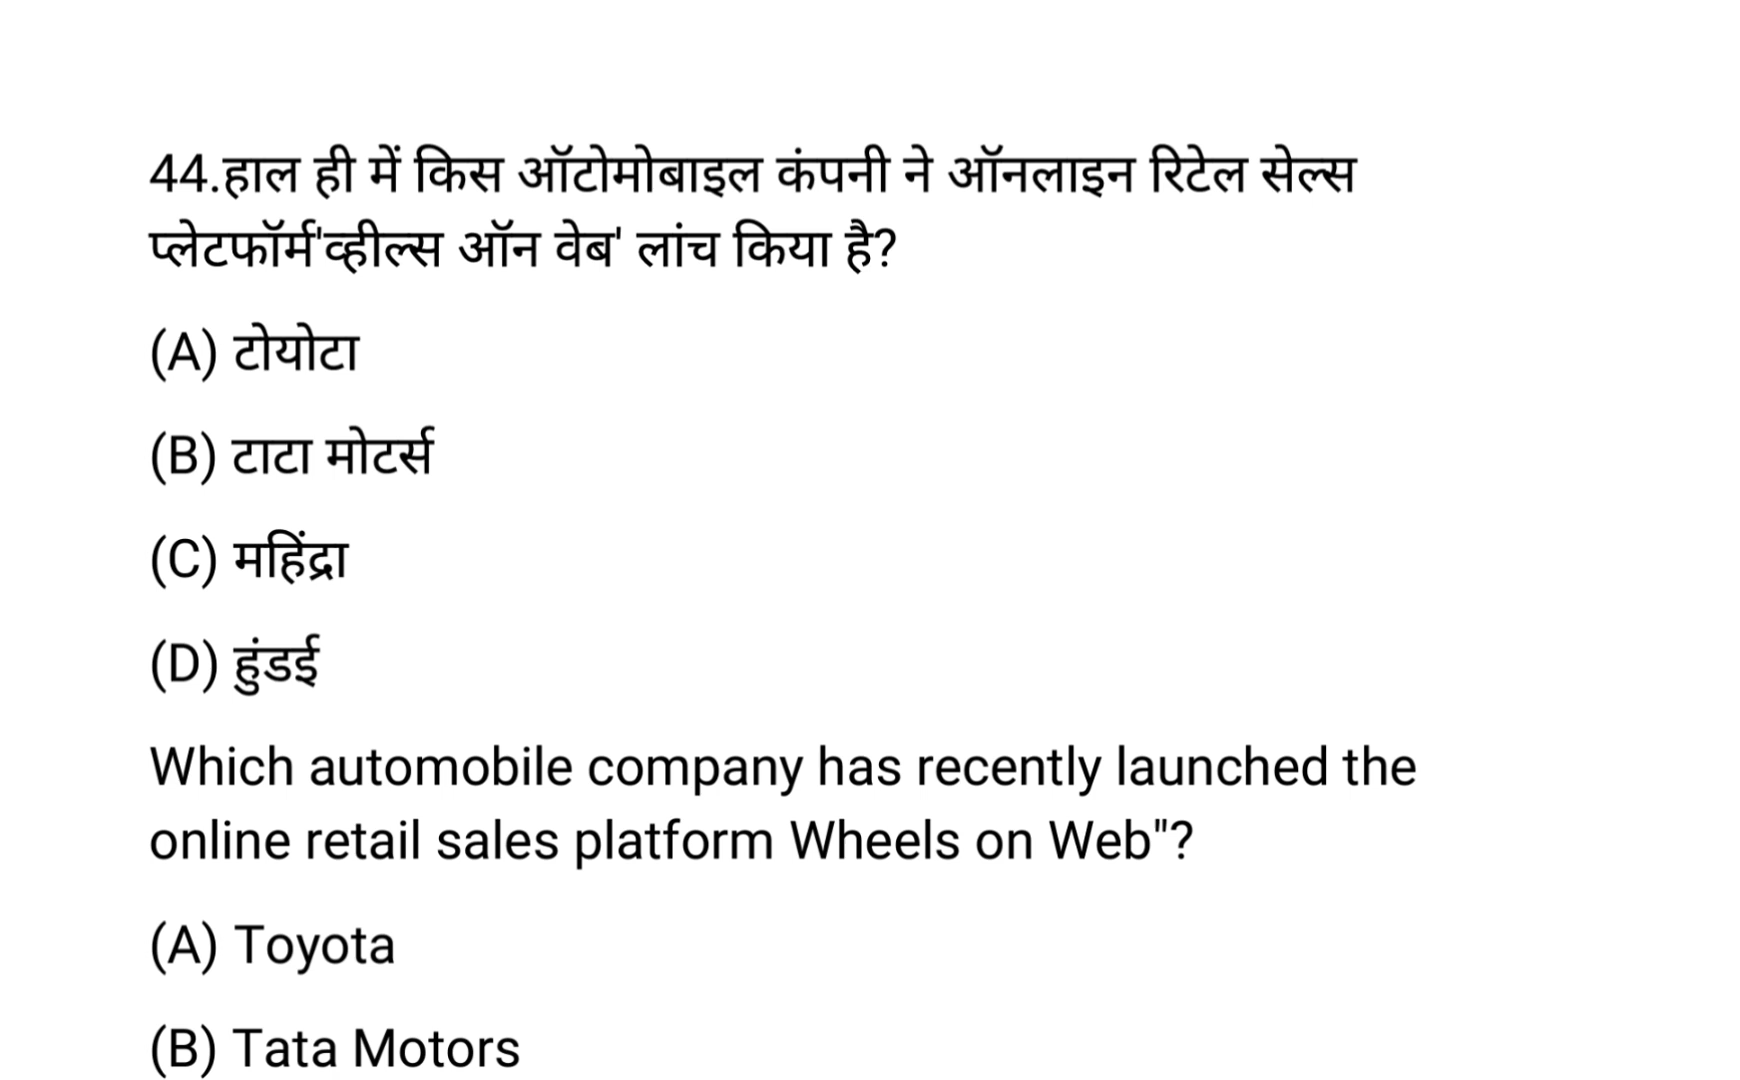 44.हाल ही में किस ऑटोमोबाइल कंपनी ने ऑनलाइन रिटेल सेल्स
प्लेटफॉर्म'व्हील्स ऑन वेब' लांच किया है?
(A) टोयोटा
(B) टाटा मोटर्स
(C) महिंद्रा
(D) हुंडई
Which automobile company has recently launched the
online retail sales platform Wheels on Web"?
(A) Toyota
(B) Tata Motors